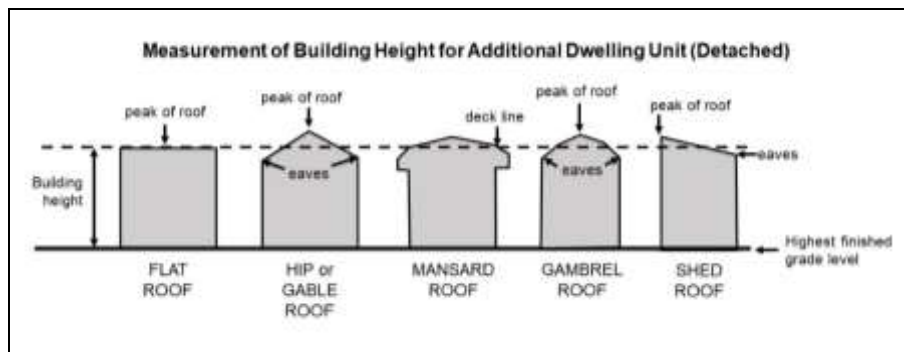 Measurement of Building Height for Additional Dwelling Unit (Detached)
peak of roof
peak of roof
deck line
peak of roof
peak of roof
eaves
eaves
eaves
Building
height
Highest finished
grade level
FLAT
ROOF
HIP or
GABLE
ROOF
MANSARD
ROOF
GAMBREL
ROOF
SHED
ROOF